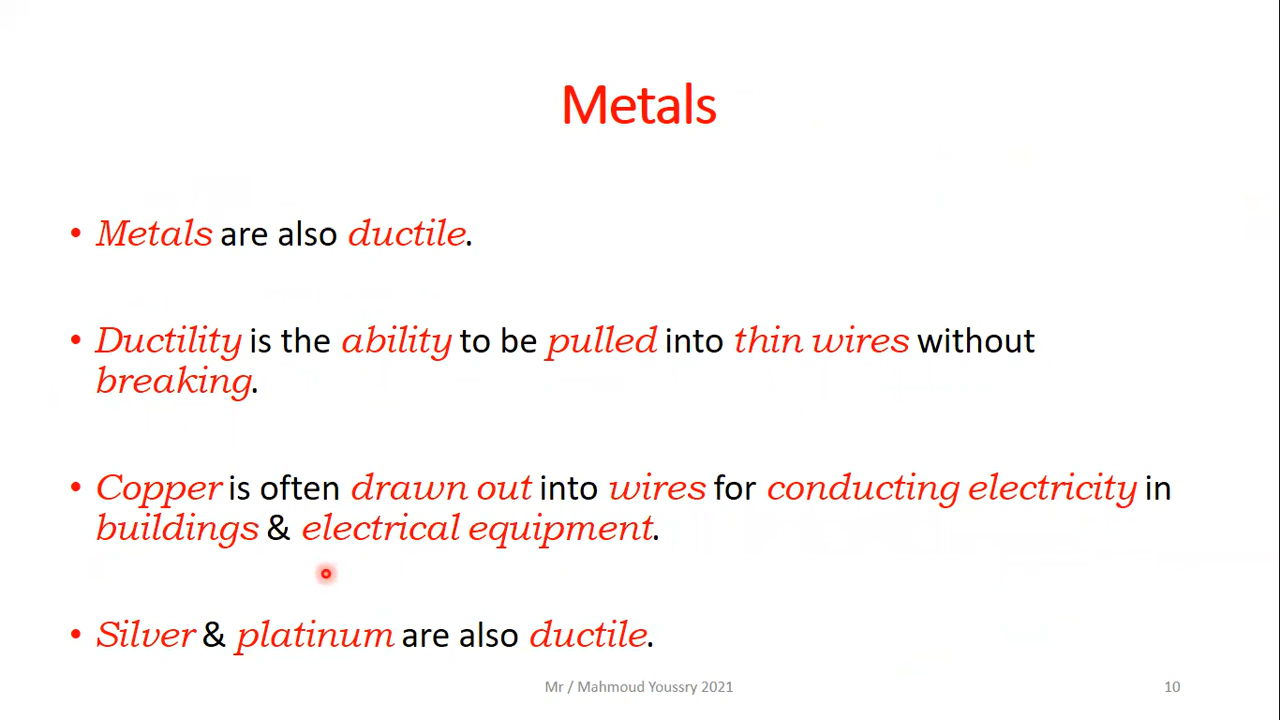 Metals
• Metals are also ductile.
• Ductility is the ability to be pulled into thin wires without
breaking.
• Copper is often drawn out into wires for conducting electricity in
buildings & electrical equipment.
• Silver & platinum are also ductile.
Mr / Mahmoud Youssry 2021
10